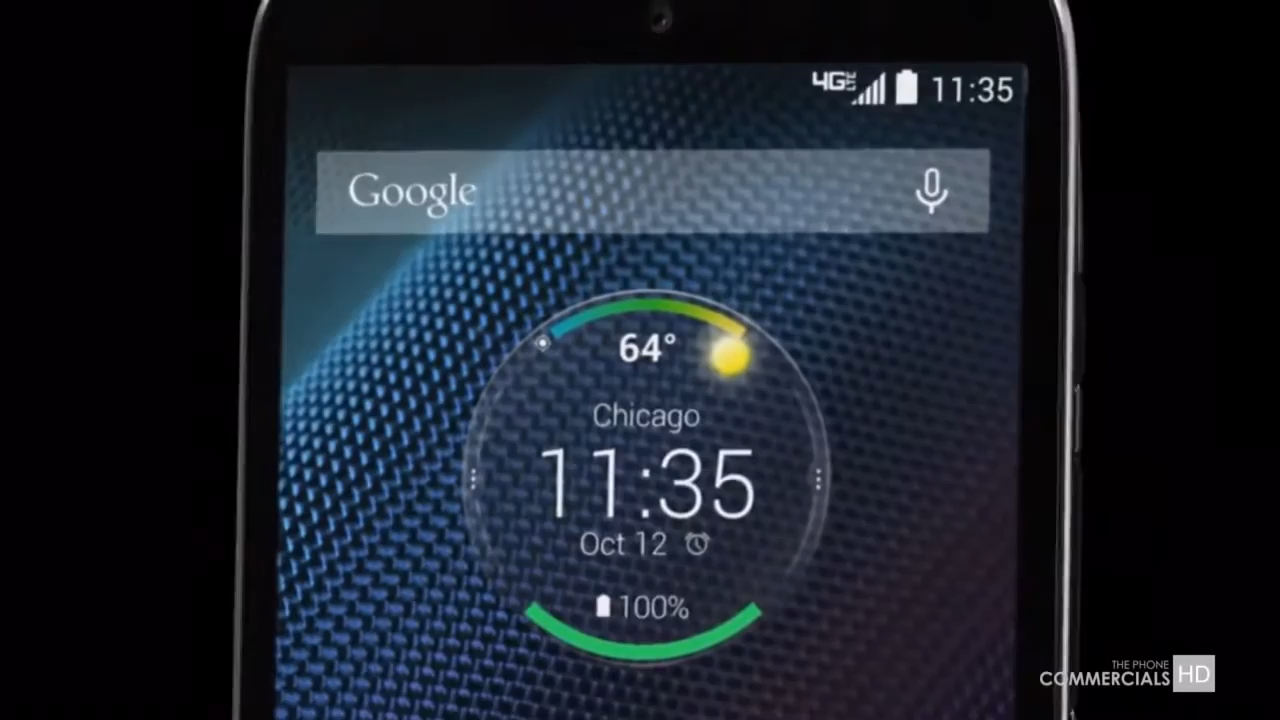 4G LTE 11:35
Google
64°
Chicago
11:35
Oct 12
100%
THE PHONE
COMMERCIALS HD